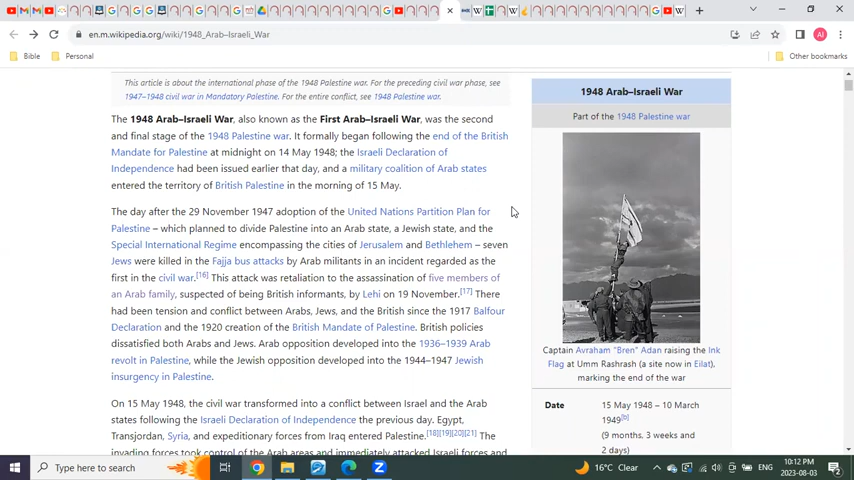 en.m.wikipedia.org/wiki/1948_Arab–Israeli_War
Bible
Personal
Other bookmarks
This article is about the international phase of the 1948 Palestine war. For the preceding civil war phase, see
1947–1948 civil war in Mandatory Palestine. For the entire conflict, see 1948 Palestine war.
The 1948 Arab–Israeli War, also known as the First Arab–Israeli War, was the second
and final stage of the 1948 Palestine war. It formally began following the end of the British
Mandate for Palestine at midnight on 14 May 1948; the Israeli Declaration of
Independence had been issued earlier that day, and a military coalition of Arab states
entered the territory of British Palestine in the morning of 15 May.
The day after the 29 November 1947 adoption of the United Nations Partition Plan for
Palestine – which planned to divide Palestine into an Arab state, a Jewish state, and the
Special International Regime encompassing the cities of Jerusalem and Bethlehem – seven
Jews were killed in the Fajja bus attacks by Arab militants in an incident regarded as the
first in the civil war.[16] This attack was retaliation to the assassination of five members of
an Arab family, suspected of being British informants, by Lehi on 19 November.[17] There
had been tension and conflict between Arabs, Jews, and the British since the 1917 Balfour
Declaration and the 1920 creation of the British Mandate of Palestine. British policies
dissatisfied both Arabs and Jews. Arab opposition developed into the 1936–1939 Arab
revolt in Palestine, while the Jewish opposition developed into the 1944–1947 Jewish
insurgency in Palestine.
On 15 May 1948, the civil war transformed into a conflict between Israel and the Arab
states following the Israeli Declaration of Independence the previous day. Egypt,
Transjordan, Syria, and expeditionary forces from Iraq entered Palestine.[18][19][20][21] The
invading forces took control of the Arab areas and immediately attacked Israeli forces and
1948 Arab–Israeli War
Part of the 1948 Palestine war
Captain Avraham "Bren" Adan raising the Ink
Flag at Umm Rashrash (a site now in Eilat),
marking the end of the war
Date
15 May 1948 – 10 March
1949[b]
(9 months, 3 weeks and
2 days)
Type here to search
16°C Clear
ENG
10:12 PM
2023-08-03